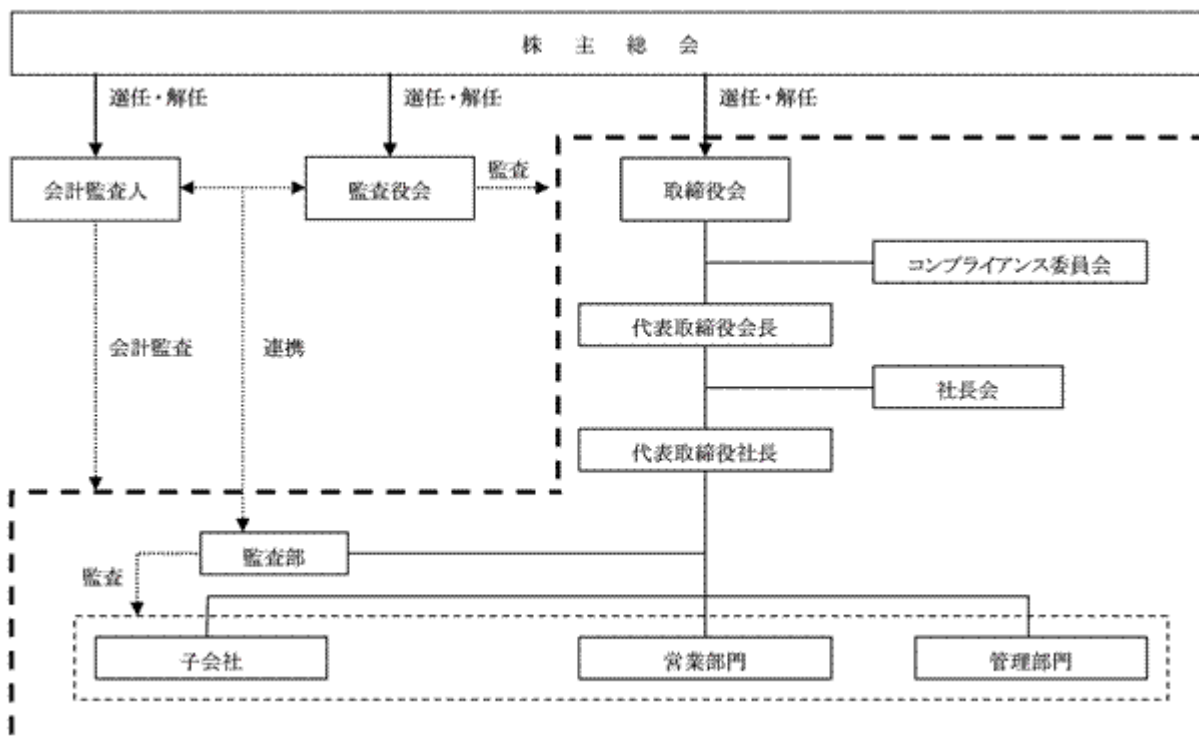 株主総会
選任・解任
選任・解任
選任・解任
会計監査人
監査役会
監査
取締役会
コンプライアンス委員会
代表取締役会長
会計監査
連携
社長会
代表取締役社長
監査部
監査
子会社
営業部門
管理部門